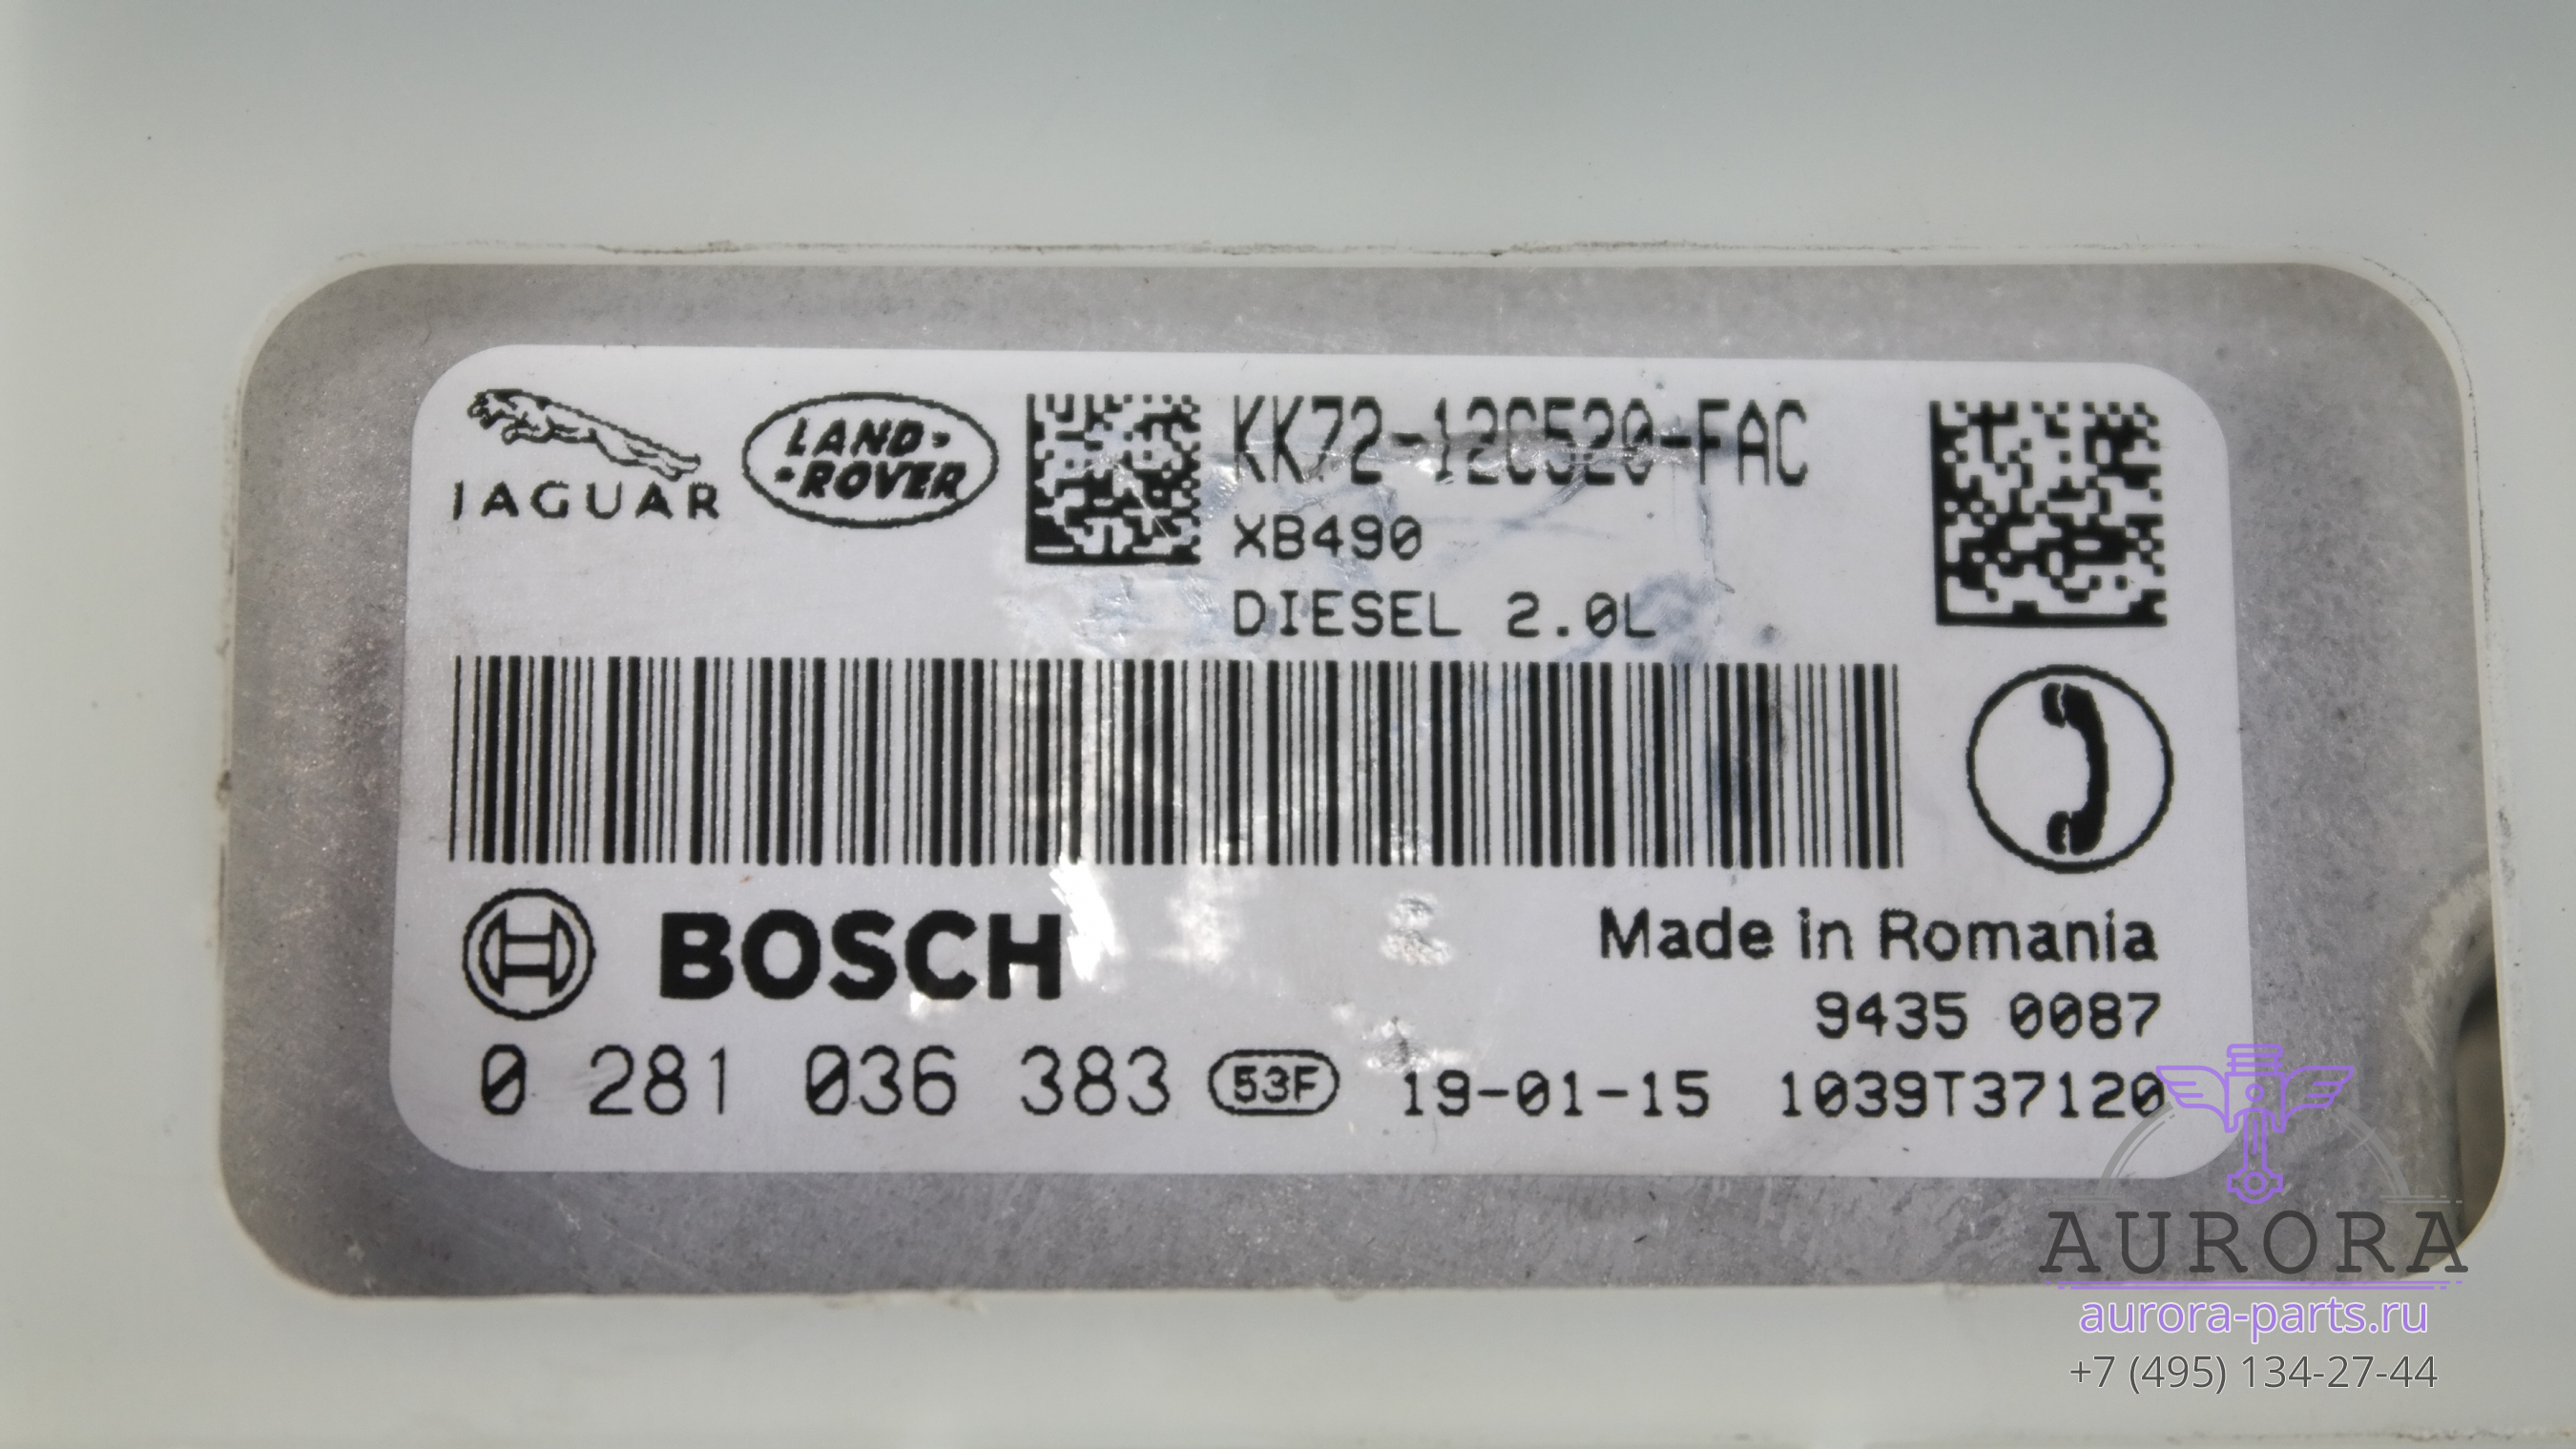 JAGUAR
LAND-
-ROVER
KK72-12C520-FAC
XB490
DIESEL 2.0L
BOSCH
Made in Romania
9435 0087
0 281 036 383 53F 19-01-15 1039T37120
AURORA
aurora-parts.ru
+7 (495) 134-27-44